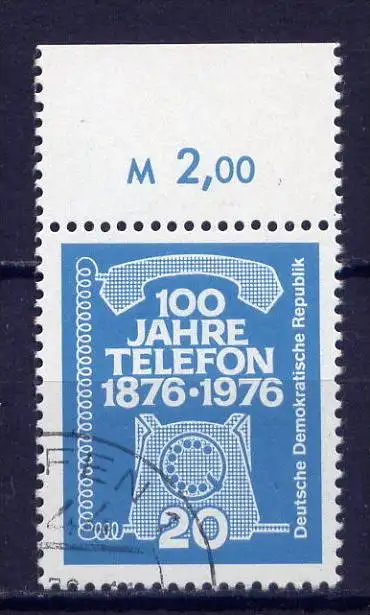 M 2,00
100
JAHRE
TELEFON
1876·1976
Deutsche Demokratische Republik
20